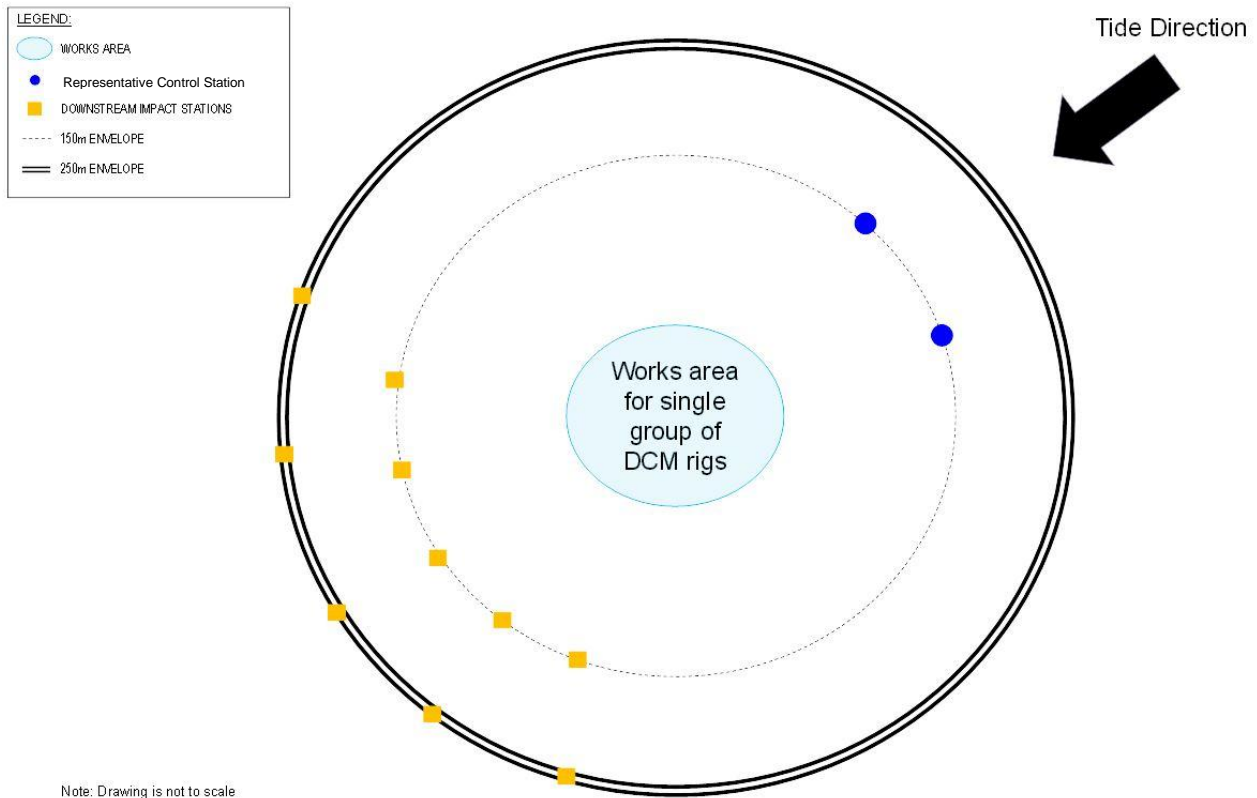 LEGEND:
WORKS AREA
Representative Control Station
DOWNSTREAM IMPACT STATIONS
150m ENVELOPE
250m ENVELOPE
Tide Direction
Works area
for single
group of
DCM rigs
Note: Drawing is not to scale